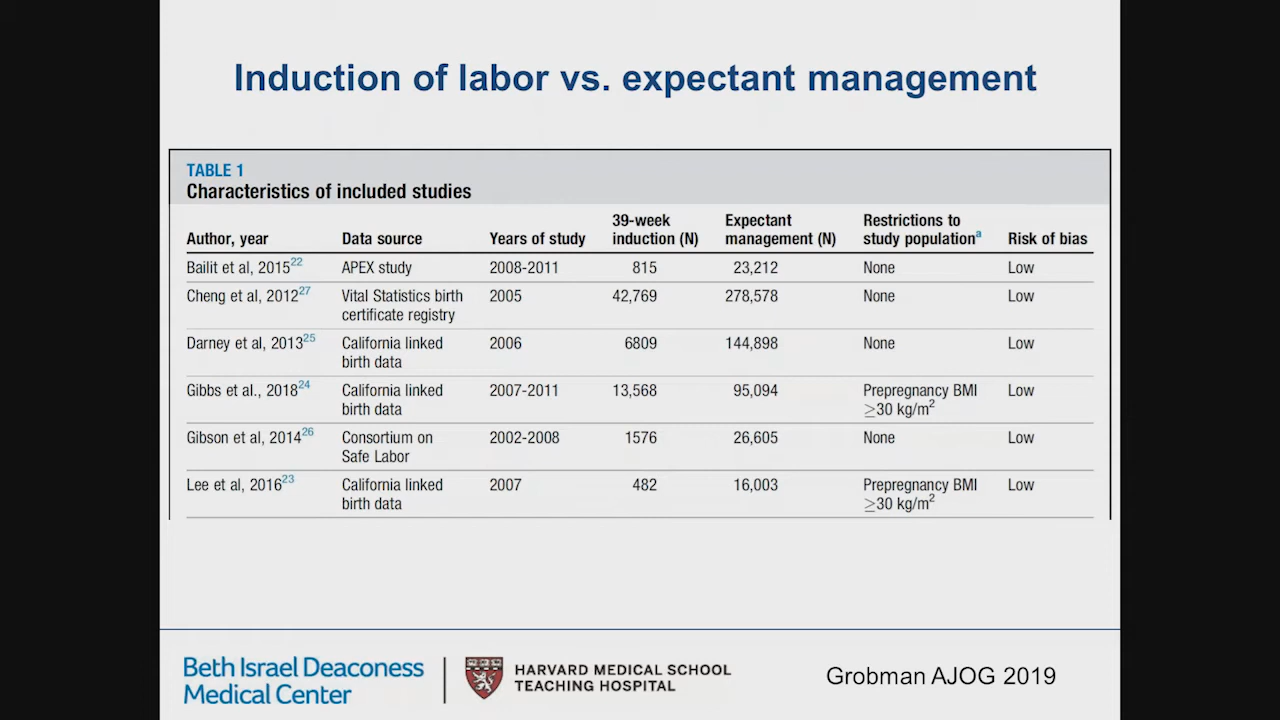 Induction of labor vs. expectant management
TABLE 1
Characteristics of included studies
Author, year Data source Years of study 39-week induction (N) Expectant management (N) Restrictions to study populationa Risk of bias
Bailit et al, 201522 APEX study 2008-2011 815 23,212 None Low
Cheng et al, 201227 Vital Statistics birth certificate registry 2005 42,769 278,578 None Low
Darney et al, 201325 California linked birth data 2006 6809 144,898 None Low
Gibbs et al., 201824 California linked birth data 2007-2011 13,568 95,094 Prepregnancy BMI ≥30 kg/m2 Low
Gibson et al, 201426 Consortium on Safe Labor 2002-2008 1576 26,605 None Low
Lee et al, 201623 California linked birth data 2007 482 16,003 Prepregnancy BMI ≥30 kg/m2 Low
Beth Israel Deaconess
Medical Center
HARVARD MEDICAL SCHOOL
TEACHING HOSPITAL
Grobman AJOG 2019